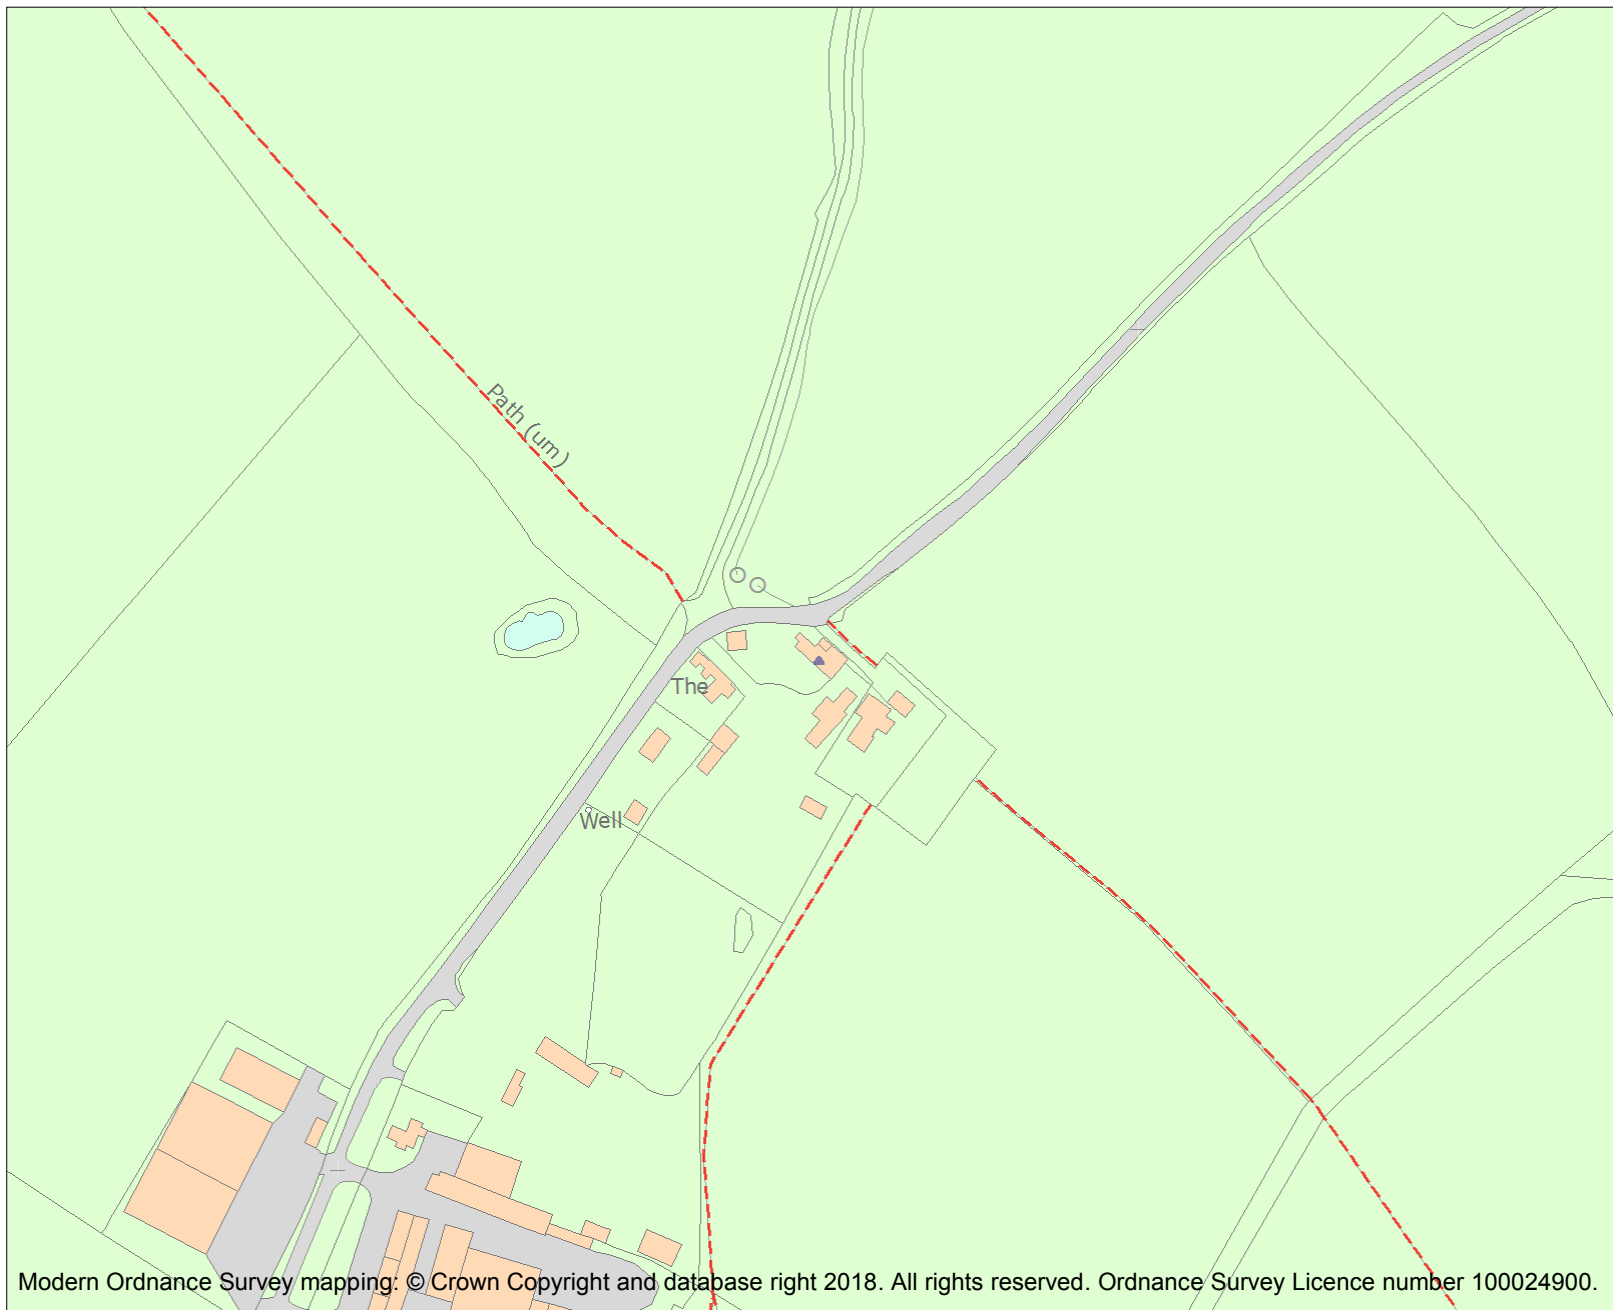 Path (um)
The
Well
Modern Ordnance Survey mapping: © Crown Copyright and database right 2018. All rights reserved. Ordnance Survey Licence number 100024900.